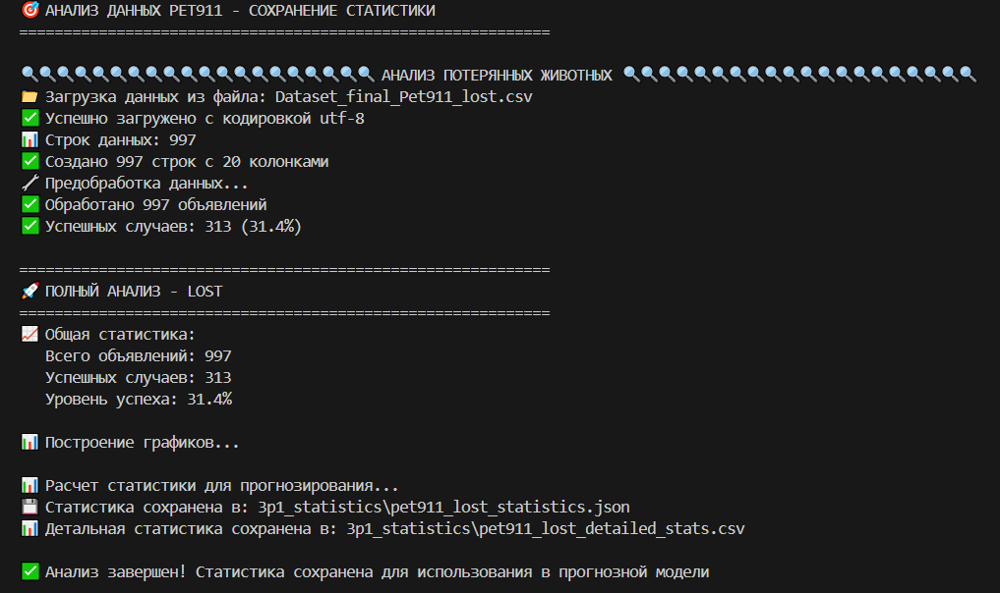 🎯 АНАЛИЗ ДАННЫХ PET911 - СОХРАНЕНИЕ СТАТИСТИКИ
============================================================
🔍🔍🔍🔍🔍🔍🔍🔍🔍🔍🔍🔍🔍🔍🔍🔍🔍🔍🔍🔍 АНАЛИЗ ПОТЕРЯННЫХ ЖИВОТНЫХ 🔍🔍🔍🔍🔍🔍🔍🔍🔍🔍🔍🔍🔍🔍🔍🔍🔍🔍🔍🔍
📁 Загрузка данных из файла: Dataset_final_Pet911_lost.csv
✅ Успешно загружено с кодировкой utf-8
📊 Строк данных: 997
✅ Создано 997 строк с 20 колонками
🔧 Предобработка данных...
✅ Обработано 997 объявлений
✅ Успешных случаев: 313 (31.4%)
============================================================
🚀 ПОЛНЫЙ АНАЛИЗ - LOST
============================================================
📈 Общая статистика:
Всего объявлений: 997
Успешных случаев: 313
Уровень успеха: 31.4%
📊 Построение графиков...
📊 Расчет статистики для прогнозирования...
💾 Статистика сохранена в: 3p1_statistics\pet911_lost_statistics.json
📊 Детальная статистика сохранена в: 3p1_statistics\pet911_lost_detailed_stats.csv
✅ Анализ завершен! Статистика сохранена для использования в прогнозной модели